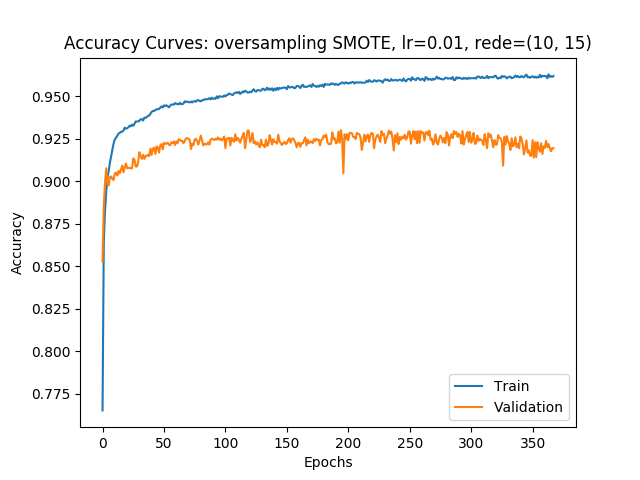 Accuracy Curves: oversampling SMOTE, lr=0.01, rede=(10, 15)
Accuracy
0.950
0.925
0.900
0.875
0.850
0.825
0.800
0.775
Train
Validation
0 50 100 150 200 250 300 350
Epochs